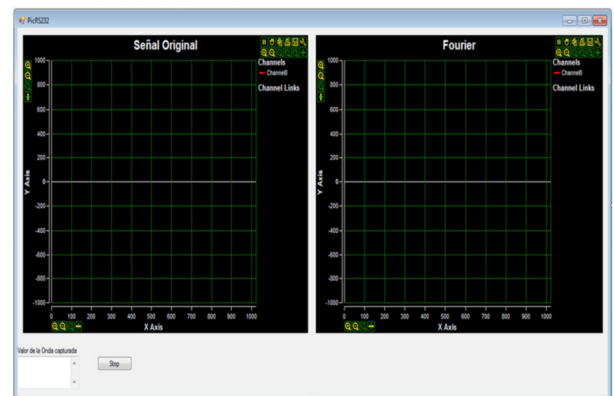 PicRS232
Señal Original
Channels
Channel0
Channel Links
1000
800
600
400
200
0
-200
-400
-600
-800
-1000
Y Axis
0 100 200 300 400 500 600 700 800 900 1000
X Axis
Fourier
Channels
Channel0
Channel Links
1000
800
600
400
200
0
-200
-400
-600
-800
-1000
Y Axis
0 100 200 300 400 500 600 700 800 900 1000
X Axis
Valor de la Onda capturada
Stop